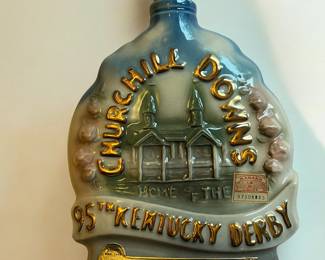 CHURCHILL DOWNS
HOME of THE
95TH KENTUCKY DERBY